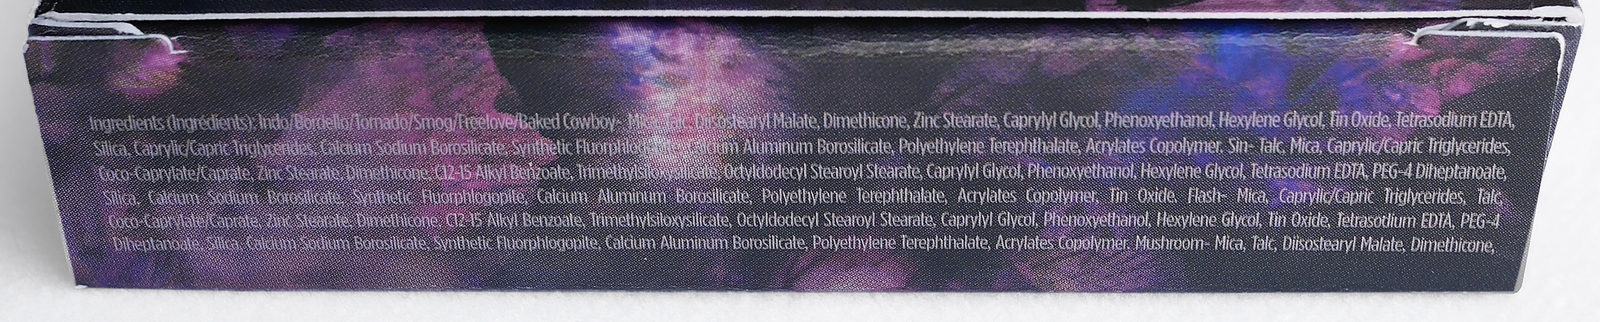 Ingredients (Ingrédients): Indo/Bordello/Tornado/Smog/Freelove/Baked Cowboy- Mica, Talc, Diisostearyl Malate, Dimethicone, Zinc Stearate, Caprylyl Glycol, Phenoxyethanol, Hexylene Glycol, Tin Oxide, Tetrasodium EDTA,
Silica, Caprylic/Capric Triglycerides, Calcium Sodium Borosilicate, Synthetic Fluorphlogopite, Calcium Aluminum Borosilicate, Polyethylene Terephthalate, Acrylates Copolymer. Sin- Talc, Mica, Caprylic/Capric Triglycerides,
Coco-Caprylate/Caprate, Zinc Stearate, Dimethicone, C12-15 Alkyl Benzoate, Trimethylsiloxysilicate, Octyldodecyl Stearoyl Stearate, Caprylyl Glycol, Phenoxyethanol, Hexylene Glycol, Tetrasodium EDTA, PEG-4 Diheptanoate,
Silica, Calcium Sodium Borosilicate, Synthetic Fluorphlogopite, Calcium Aluminum Borosilicate, Polyethylene Terephthalate, Acrylates Copolymer, Tin Oxide. Flash- Mica, Caprylic/Capric Triglycerides, Talc,
Coco-Caprylate/Caprate, Zinc Stearate, Dimethicone, C12-15 Alkyl Benzoate, Trimethylsiloxysilicate, Octyldodecyl Stearoyl Stearate, Caprylyl Glycol, Phenoxyethanol, Hexylene Glycol, Tin Oxide, Tetrasodium EDTA, PEG-4
Diheptanoate, Silica, Calcium Sodium Borosilicate, Synthetic Fluorphlogopite, Calcium Aluminum Borosilicate, Polyethylene Terephthalate, Acrylates Copolymer. Mushroom- Mica, Talc, Diisostearyl Malate, Dimethicone,